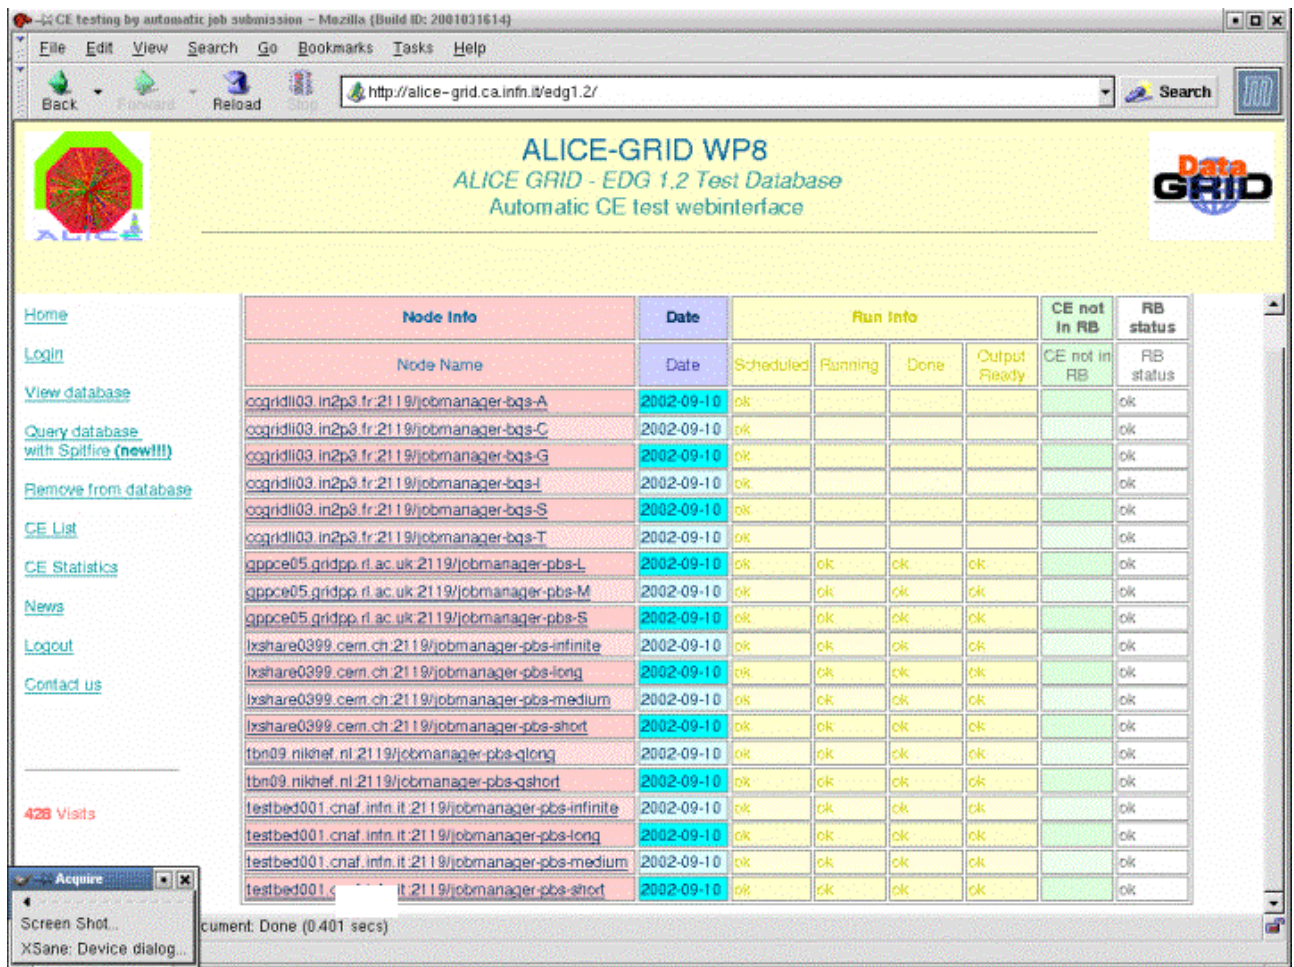 CE testing by automatic job submission - Mozilla {Build ID: 2001031614}
File Edit View Search Go Bookmarks Tasks Help
Back Forward Reload Stop http://alice-grid.ca.infn.it/edg1.2/ Search
ALICE-GRID WP8
ALICE GRID - EDG 1.2 Test Database
Automatic CE test webinterface
ALICE
Data
GRID
Home
Login
View database
Query database
with Spitfire (new!!!)
Remove from database
CE List
CE Statistics
News
Logout
Contact us
428 Visits
Node Info Date Run Info CE not in RB RB status
Node Name Date Scheduled Running Done Output Ready CE not in RB RB status
ccgridli03.in2p3.fr:2119/jobmanager-bqs-A 2002-09-10 ok ok
ccgridli03.in2p3.fr:2119/jobmanager-bqs-C 2002-09-10 ok ok
ccgridli03.in2p3.fr:2119/jobmanager-bqs-G 2002-09-10 ok ok
ccgridli03.in2p3.fr:2119/jobmanager-bqs-I 2002-09-10 ok ok
ccgridli03.in2p3.fr:2119/jobmanager-bqs-S 2002-09-10 ok ok
ccgridli03.in2p3.fr:2119/jobmanager-bqs-T 2002-09-10 ok ok
gppce05.gridpp.rl.ac.uk:2119/jobmanager-pbs-L 2002-09-10 ok ok ok ok ok
gppce05.gridpp.rl.ac.uk:2119/jobmanager-pbs-M 2002-09-10 ok ok ok ok ok
gppce05.gridpp.rl.ac.uk:2119/jobmanager-pbs-S 2002-09-10 ok ok ok ok ok
lxshare0399.cern.ch:2119/jobmanager-pbs-infinite 2002-09-10 ok ok ok ok ok
lxshare0399.cern.ch:2119/jobmanager-pbs-long 2002-09-10 ok ok ok ok ok
lxshare0399.cern.ch:2119/jobmanager-pbs-medium 2002-09-10 ok ok ok ok ok
lxshare0399.cern.ch:2119/jobmanager-pbs-short 2002-09-10 ok ok ok ok ok
tbn09.nikhef.nl:2119/jobmanager-pbs-qlong 2002-09-10 ok ok ok ok ok
tbn09.nikhef.nl:2119/jobmanager-pbs-qshort 2002-09-10 ok ok ok ok ok
testbed001.cnaf.infn.it:2119/jobmanager-pbs-infinite 2002-09-10 ok ok ok ok ok
testbed001.cnaf.infn.it:2119/jobmanager-pbs-long 2002-09-10 ok ok ok ok ok
testbed001.cnaf.infn.it:2119/jobmanager-pbs-medium 2002-09-10 ok ok ok ok ok
testbed001.c it:2119/jobmanager-pbs-short 2002-09-10 ok ok ok ok ok
Acquire
Screen Shot...
XSane: Device dialog...
cument: Done (0.401 secs)